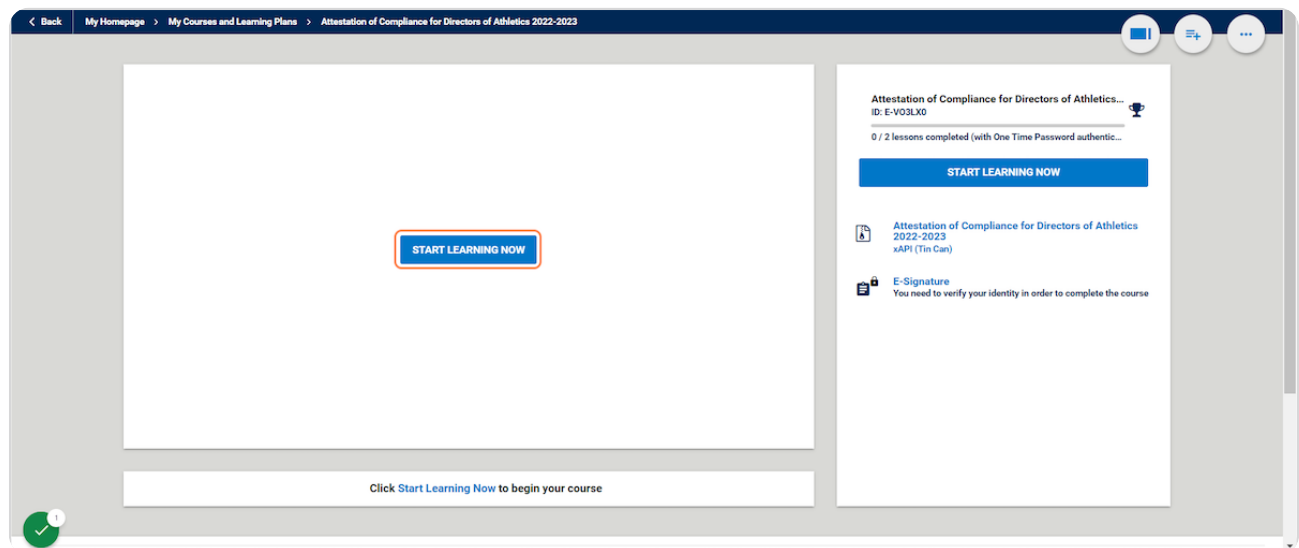 Back My Homepage > My Courses and Learning Plans > Attestation of Compliance for Directors of Athletics 2022-2023
START LEARNING NOW
Click Start Learning Now to begin your course
1
Attestation of Compliance for Directors of Athletics...
ID: E-VO3LX0
0 / 2 lessons completed (with One Time Password authentic...
START LEARNING NOW
Attestation of Compliance for Directors of Athletics
2022-2023
xAPI (Tin Can)
E-Signature
You need to verify your identity in order to complete the course